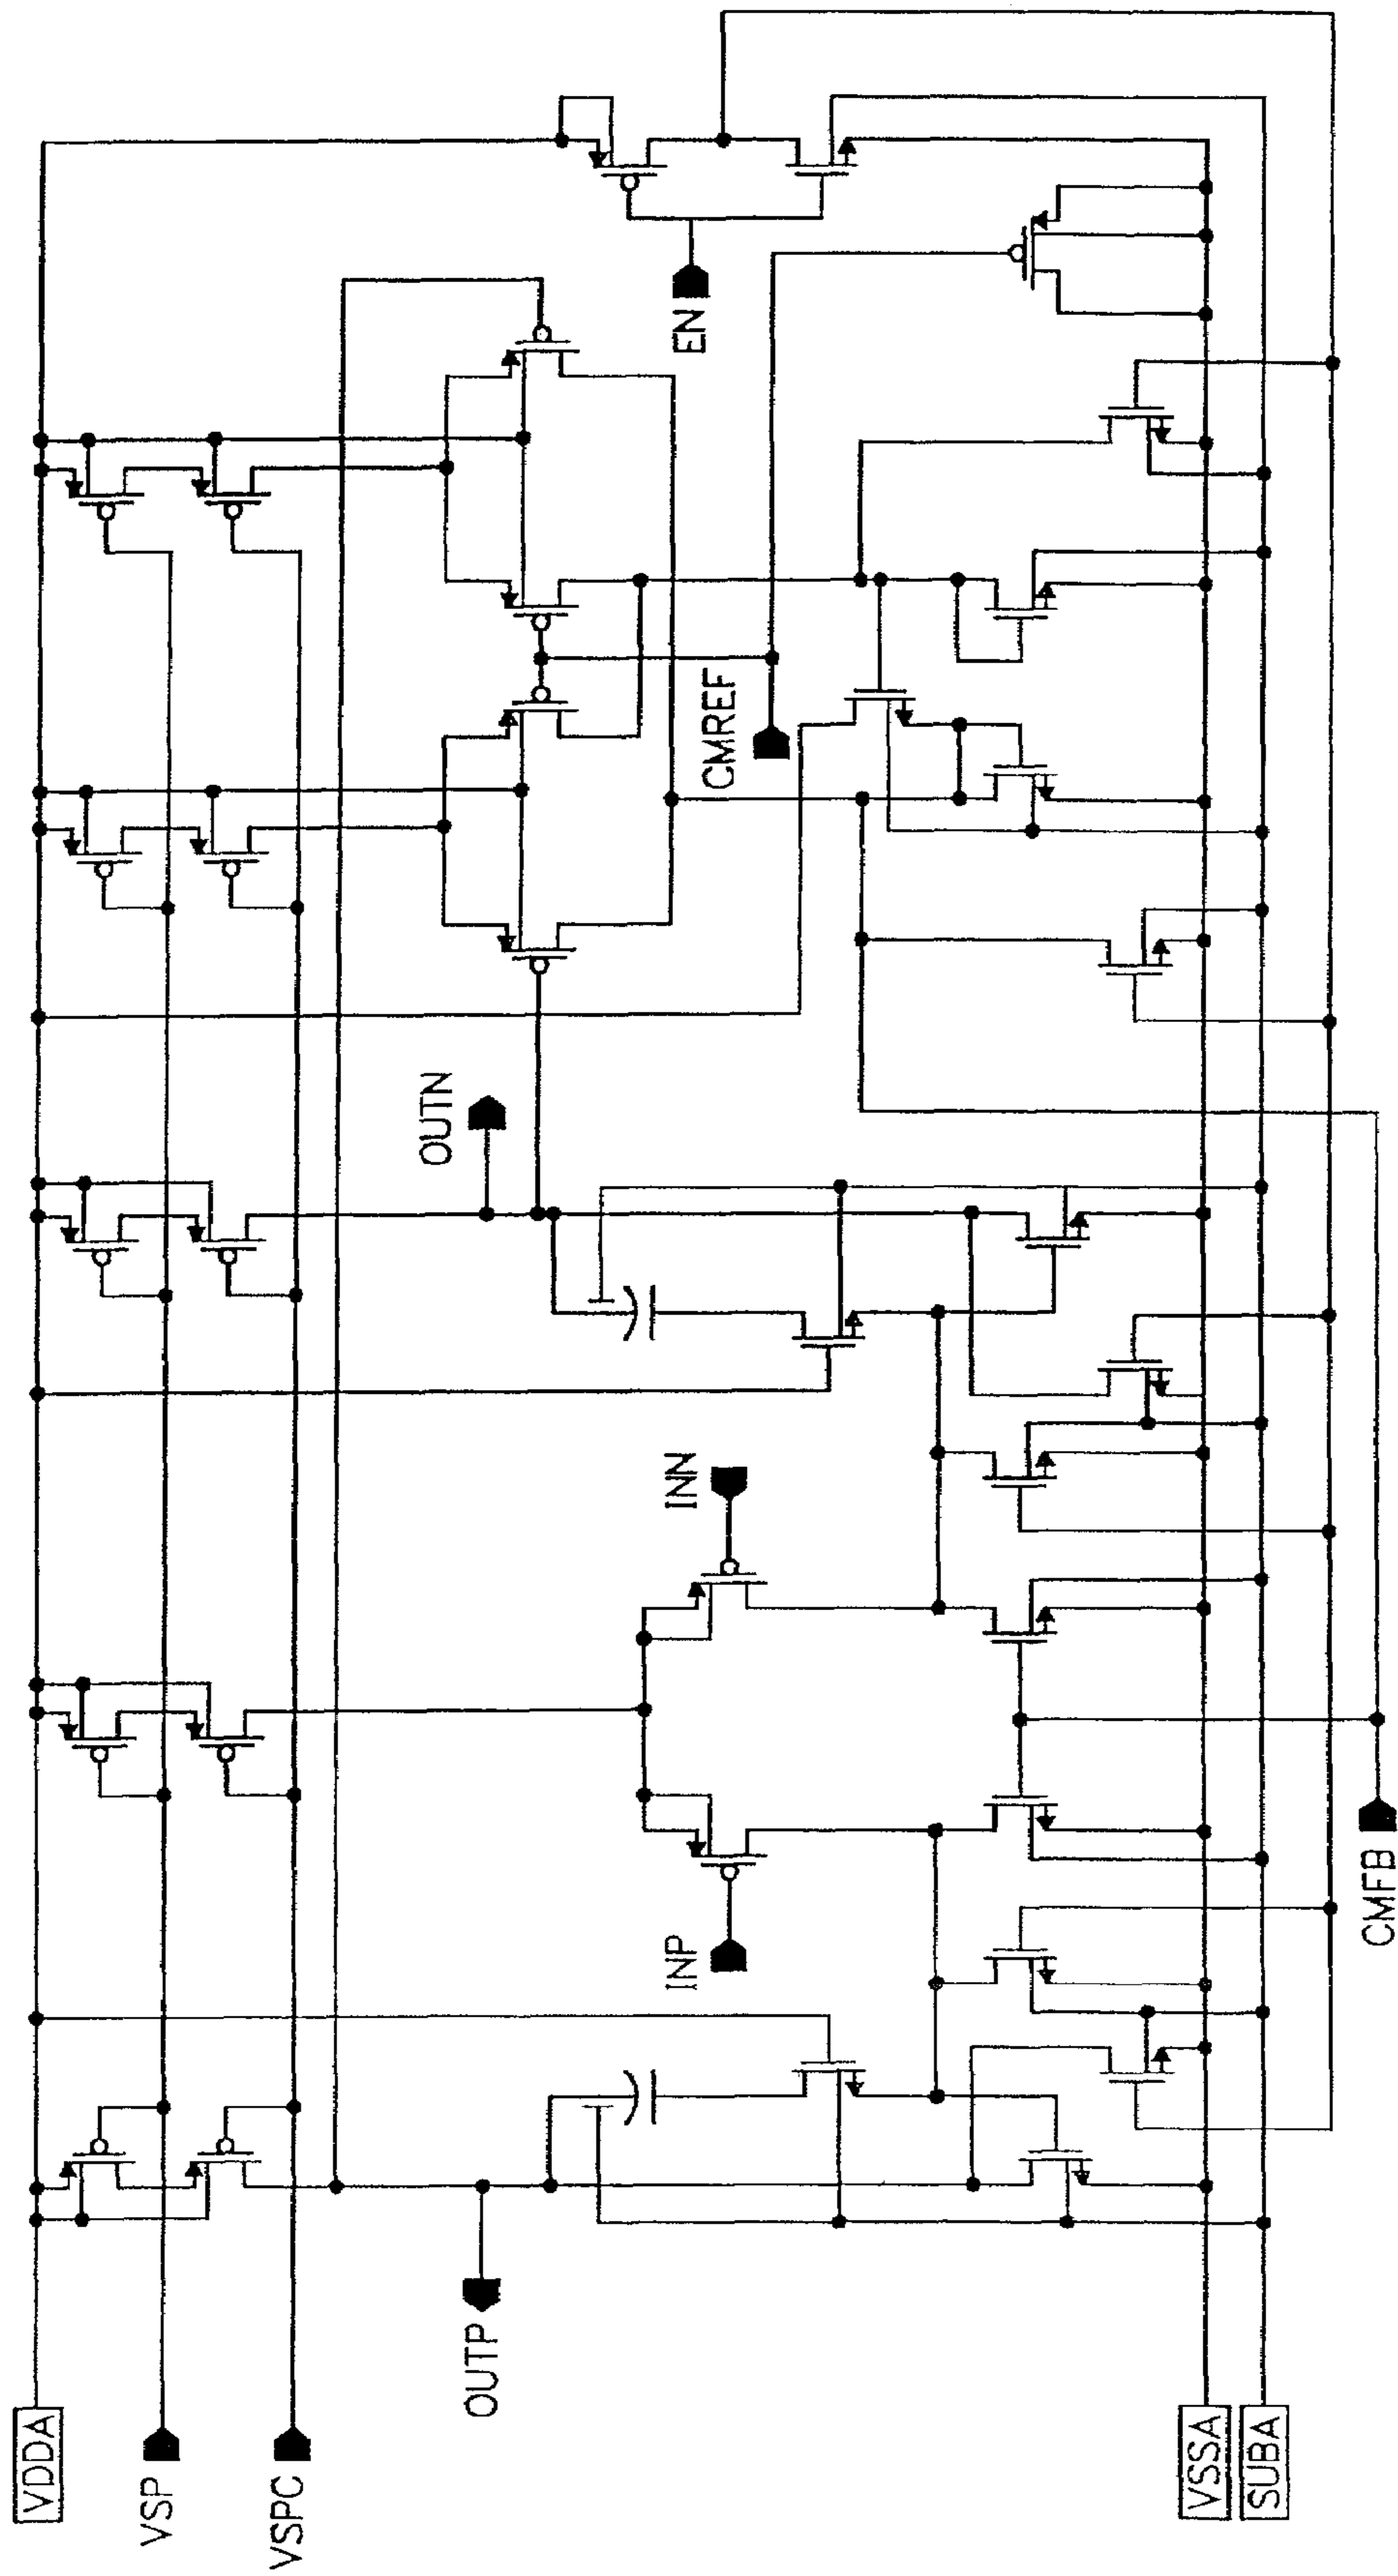 VDDA
VSP
VSPC
OUTP
VSSA
SUBA
INP
INN
CMFB
OUTN
CMREF
EN